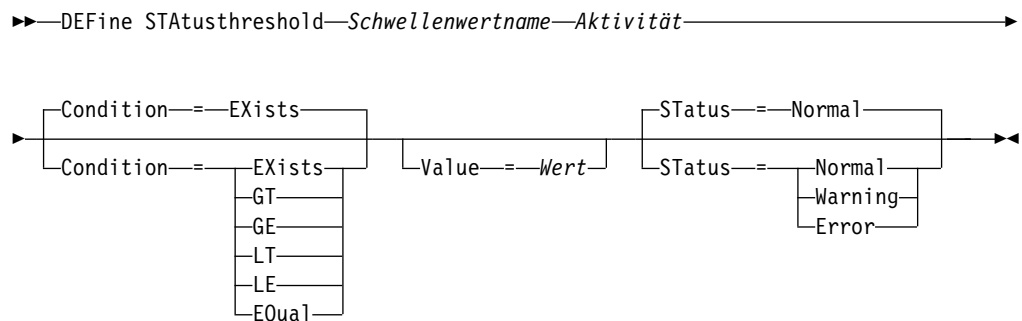 DEFine STAtusthreshold Schwellenwertname Aktivität
Condition = EXists
Condition = EXists
GT
GE
LT
LE
EQual
Value = Wert
STatus = Normal
STatus = Normal
Warning
Error